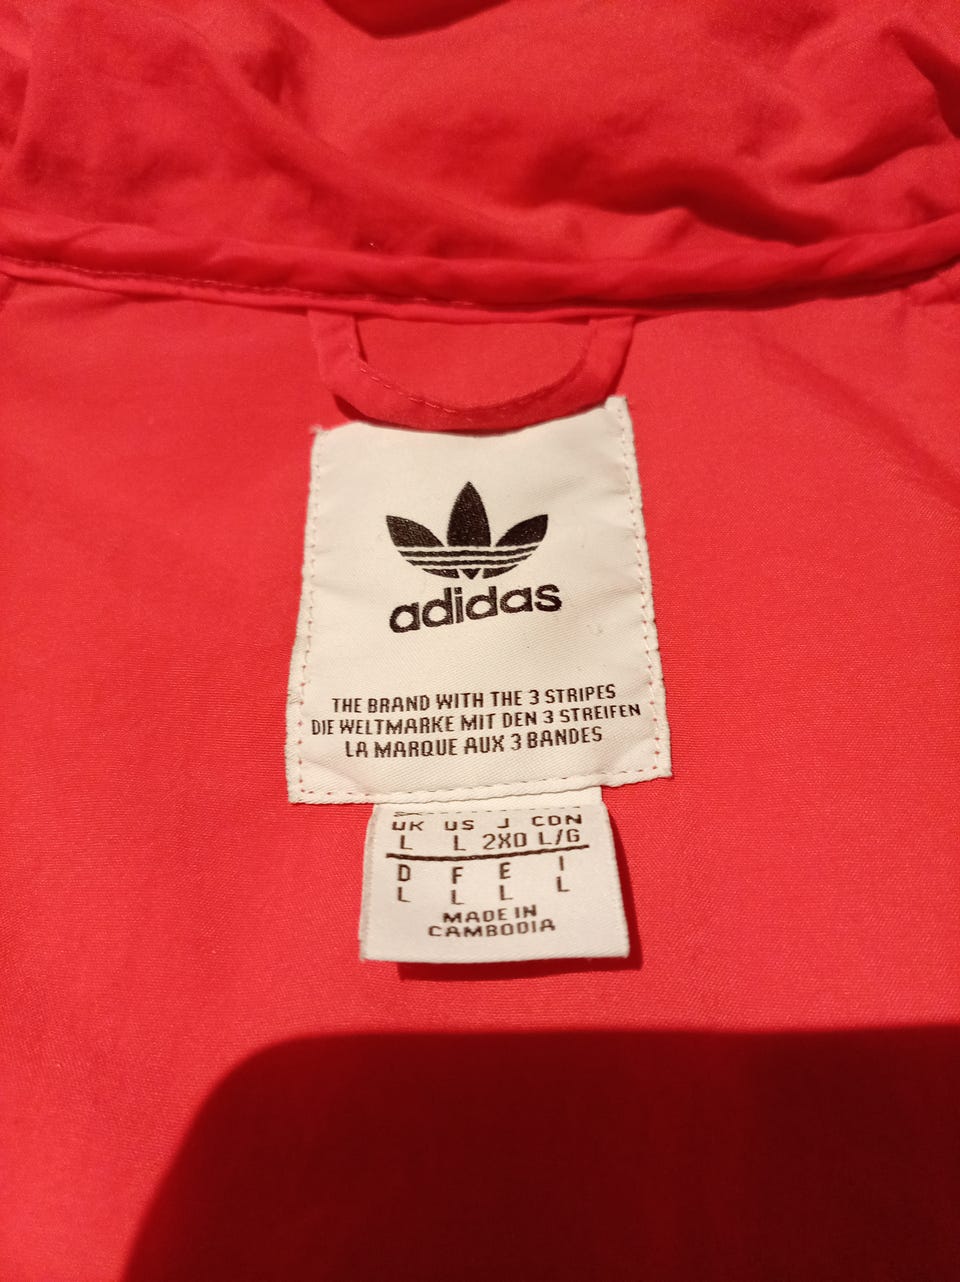 adidas
THE BRAND WITH THE 3 STRIPES
DIE WELTMARKE MIT DEN 3 STREIFEN
LA MARQUE AUX 3 BANDES
UK US J CDN
L L 2XO L/G
D F E I
L L L L
MADE IN
CAMBODIA